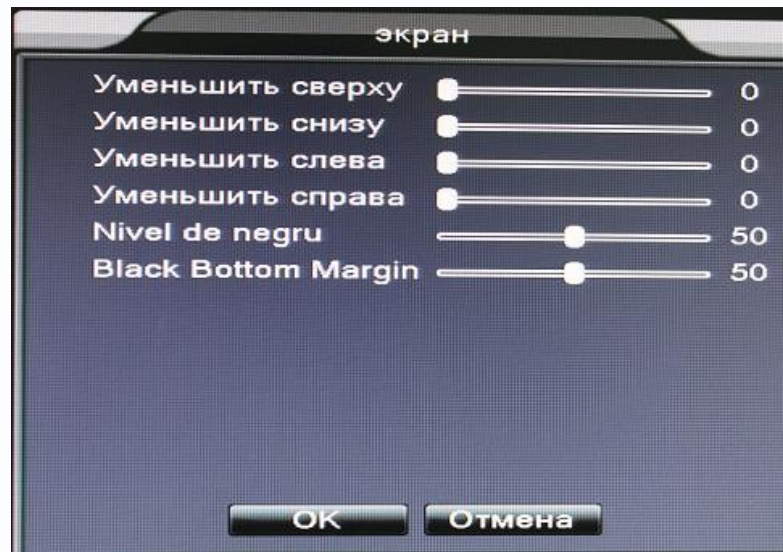 экран
Уменьшить сверху 0
Уменьшить снизу 0
Уменьшить слева 0
Уменьшить справа 0
Nivel de negru 50
Black Bottom Margin 50
OK Отмена